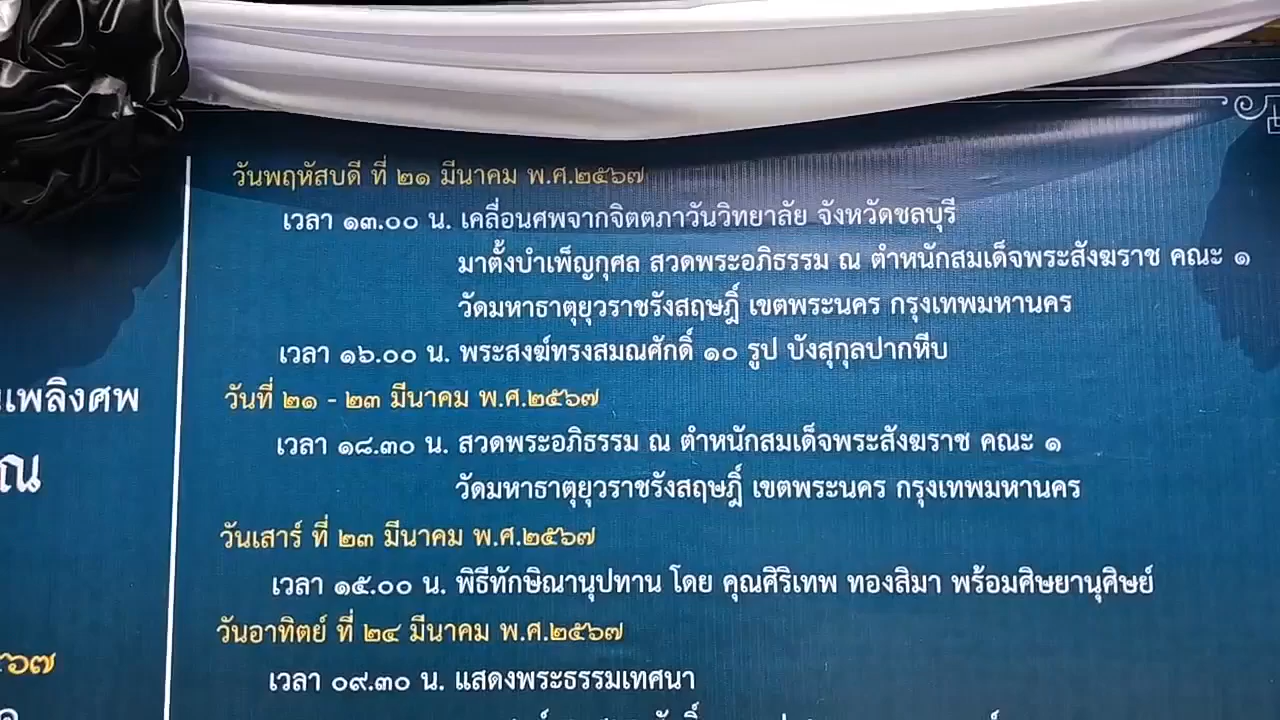 วันพฤหัสบดี ที่ ๒๑ มีนาคม พ.ศ.๒๕๖๗
เวลา ๑๓.๐๐ น. เคลื่อนศพจากจิตตภาวันวิทยาลัย จังหวัดชลบุรี
มาตั้งบำเพ็ญกุศล สวดพระอภิธรรม ณ ตำหนักสมเด็จพระสังฆราช คณะ ๑
วัดมหาธาตุยุวราชรังสฤษฎิ์ เขตพระนคร กรุงเทพมหานคร
เวลา ๑๖.๐๐ น. พระสงฆ์ทรงสมณศักดิ์ ๑๐ รูป บังสุกุลปากหีบ
วันที่ ๒๑ - ๒๓ มีนาคม พ.ศ.๒๕๖๗
เวลา ๑๘.๓๐ น. สวดพระอภิธรรม ณ ตำหนักสมเด็จพระสังฆราช คณะ ๑
วัดมหาธาตุยุวราชรังสฤษฎิ์ เขตพระนคร กรุงเทพมหานคร
วันเสาร์ ที่ ๒๓ มีนาคม พ.ศ.๒๕๖๗
เวลา ๑๕.๐๐ น. พิธีทักษิณานุปทาน โดย คุณศิริเทพ ทองสิมา พร้อมศิษยานุศิษย์
วันอาทิตย์ ที่ ๒๔ มีนาคม พ.ศ.๒๕๖๗
เวลา ๐๙.๓๐ น. แสดงพระธรรมเทศนา
เพลิงศพ
ณ
๖๗